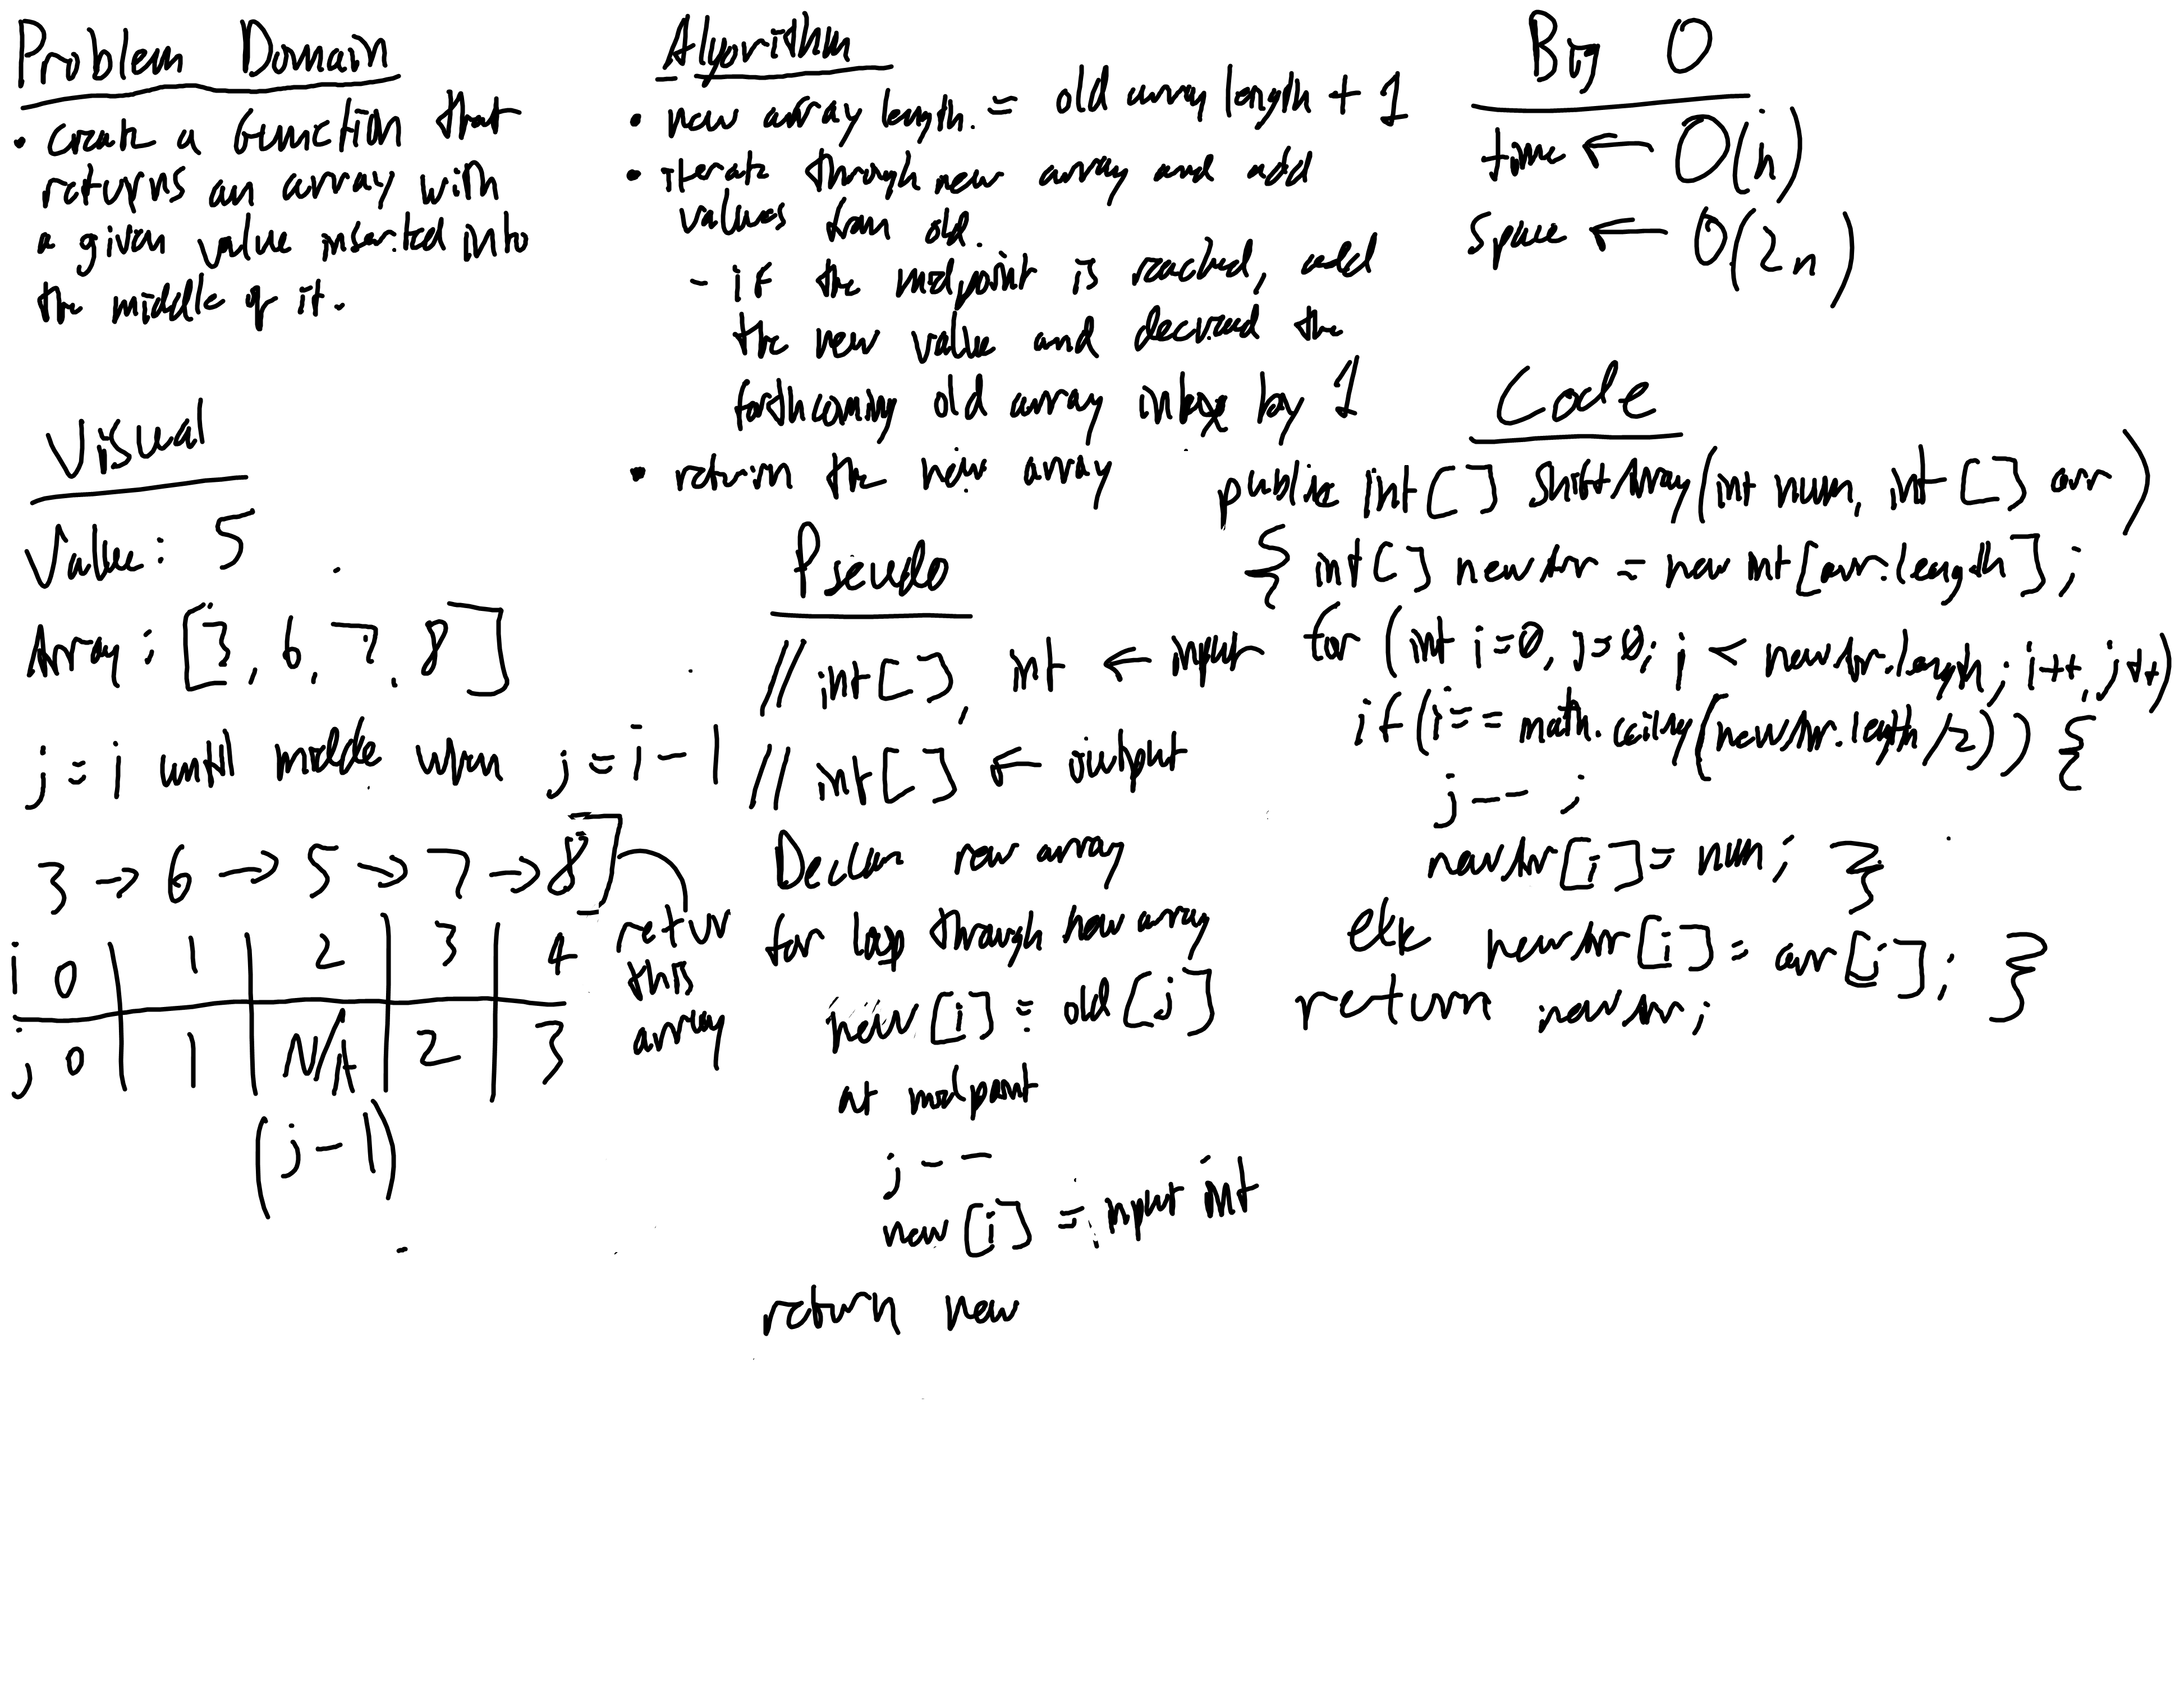 Problem Domain
• create a function that
returns an array with
a given value inserted into
the middle of it.
Visual
Value: 5
Array: [3, 6, 7, 8]
j = i until middle when j = i - 1
3 → 6 → 5 → 7 → 8]
return
this
array
i 0 | 1 | 2 | 3 | 4
j 0 | 1 | N/A | 2 | 3
(j-1)
Algorithm
• new array length = old array length + 1
• iterate through new array and add
values from old.
- if the midpoint is reached, add
the new value and decrement the
forthcoming old array index by 1
• return the new array
Pseudo
// int[], int ← input
// int[] ← output
Declare new array
for loop through new array
new[i] = old[j]
at midpoint
j--
new[i] = input int
return new
Big O
time ← O(n)
space ← O(2n)
Code
public int[] ShiftArray(int num, int[] arr)
{ int[] newArr = new int[arr.length];
for (int i=0, j=0; j < newArr.length; i++, j++)
if (i == math.ceiling(newArr.length/2)) {
j--;
newArr[i] = num; }
else newArr[i] = arr[j]; }
return newArr;